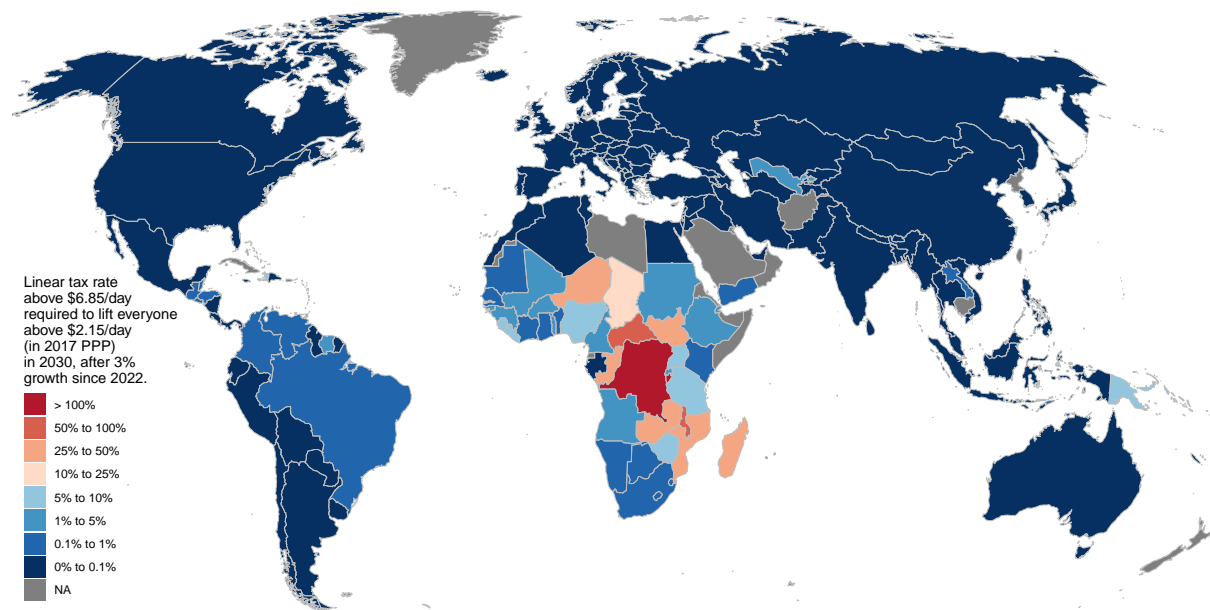 Linear tax rate
above $6.85/day
required to lift everyone
above $2.15/day
(in 2017 PPP)
in 2030, after 3%
growth since 2022.
> 100%
50% to 100%
25% to 50%
10% to 25%
5% to 10%
1% to 5%
0.1% to 1%
0% to 0.1%
NA